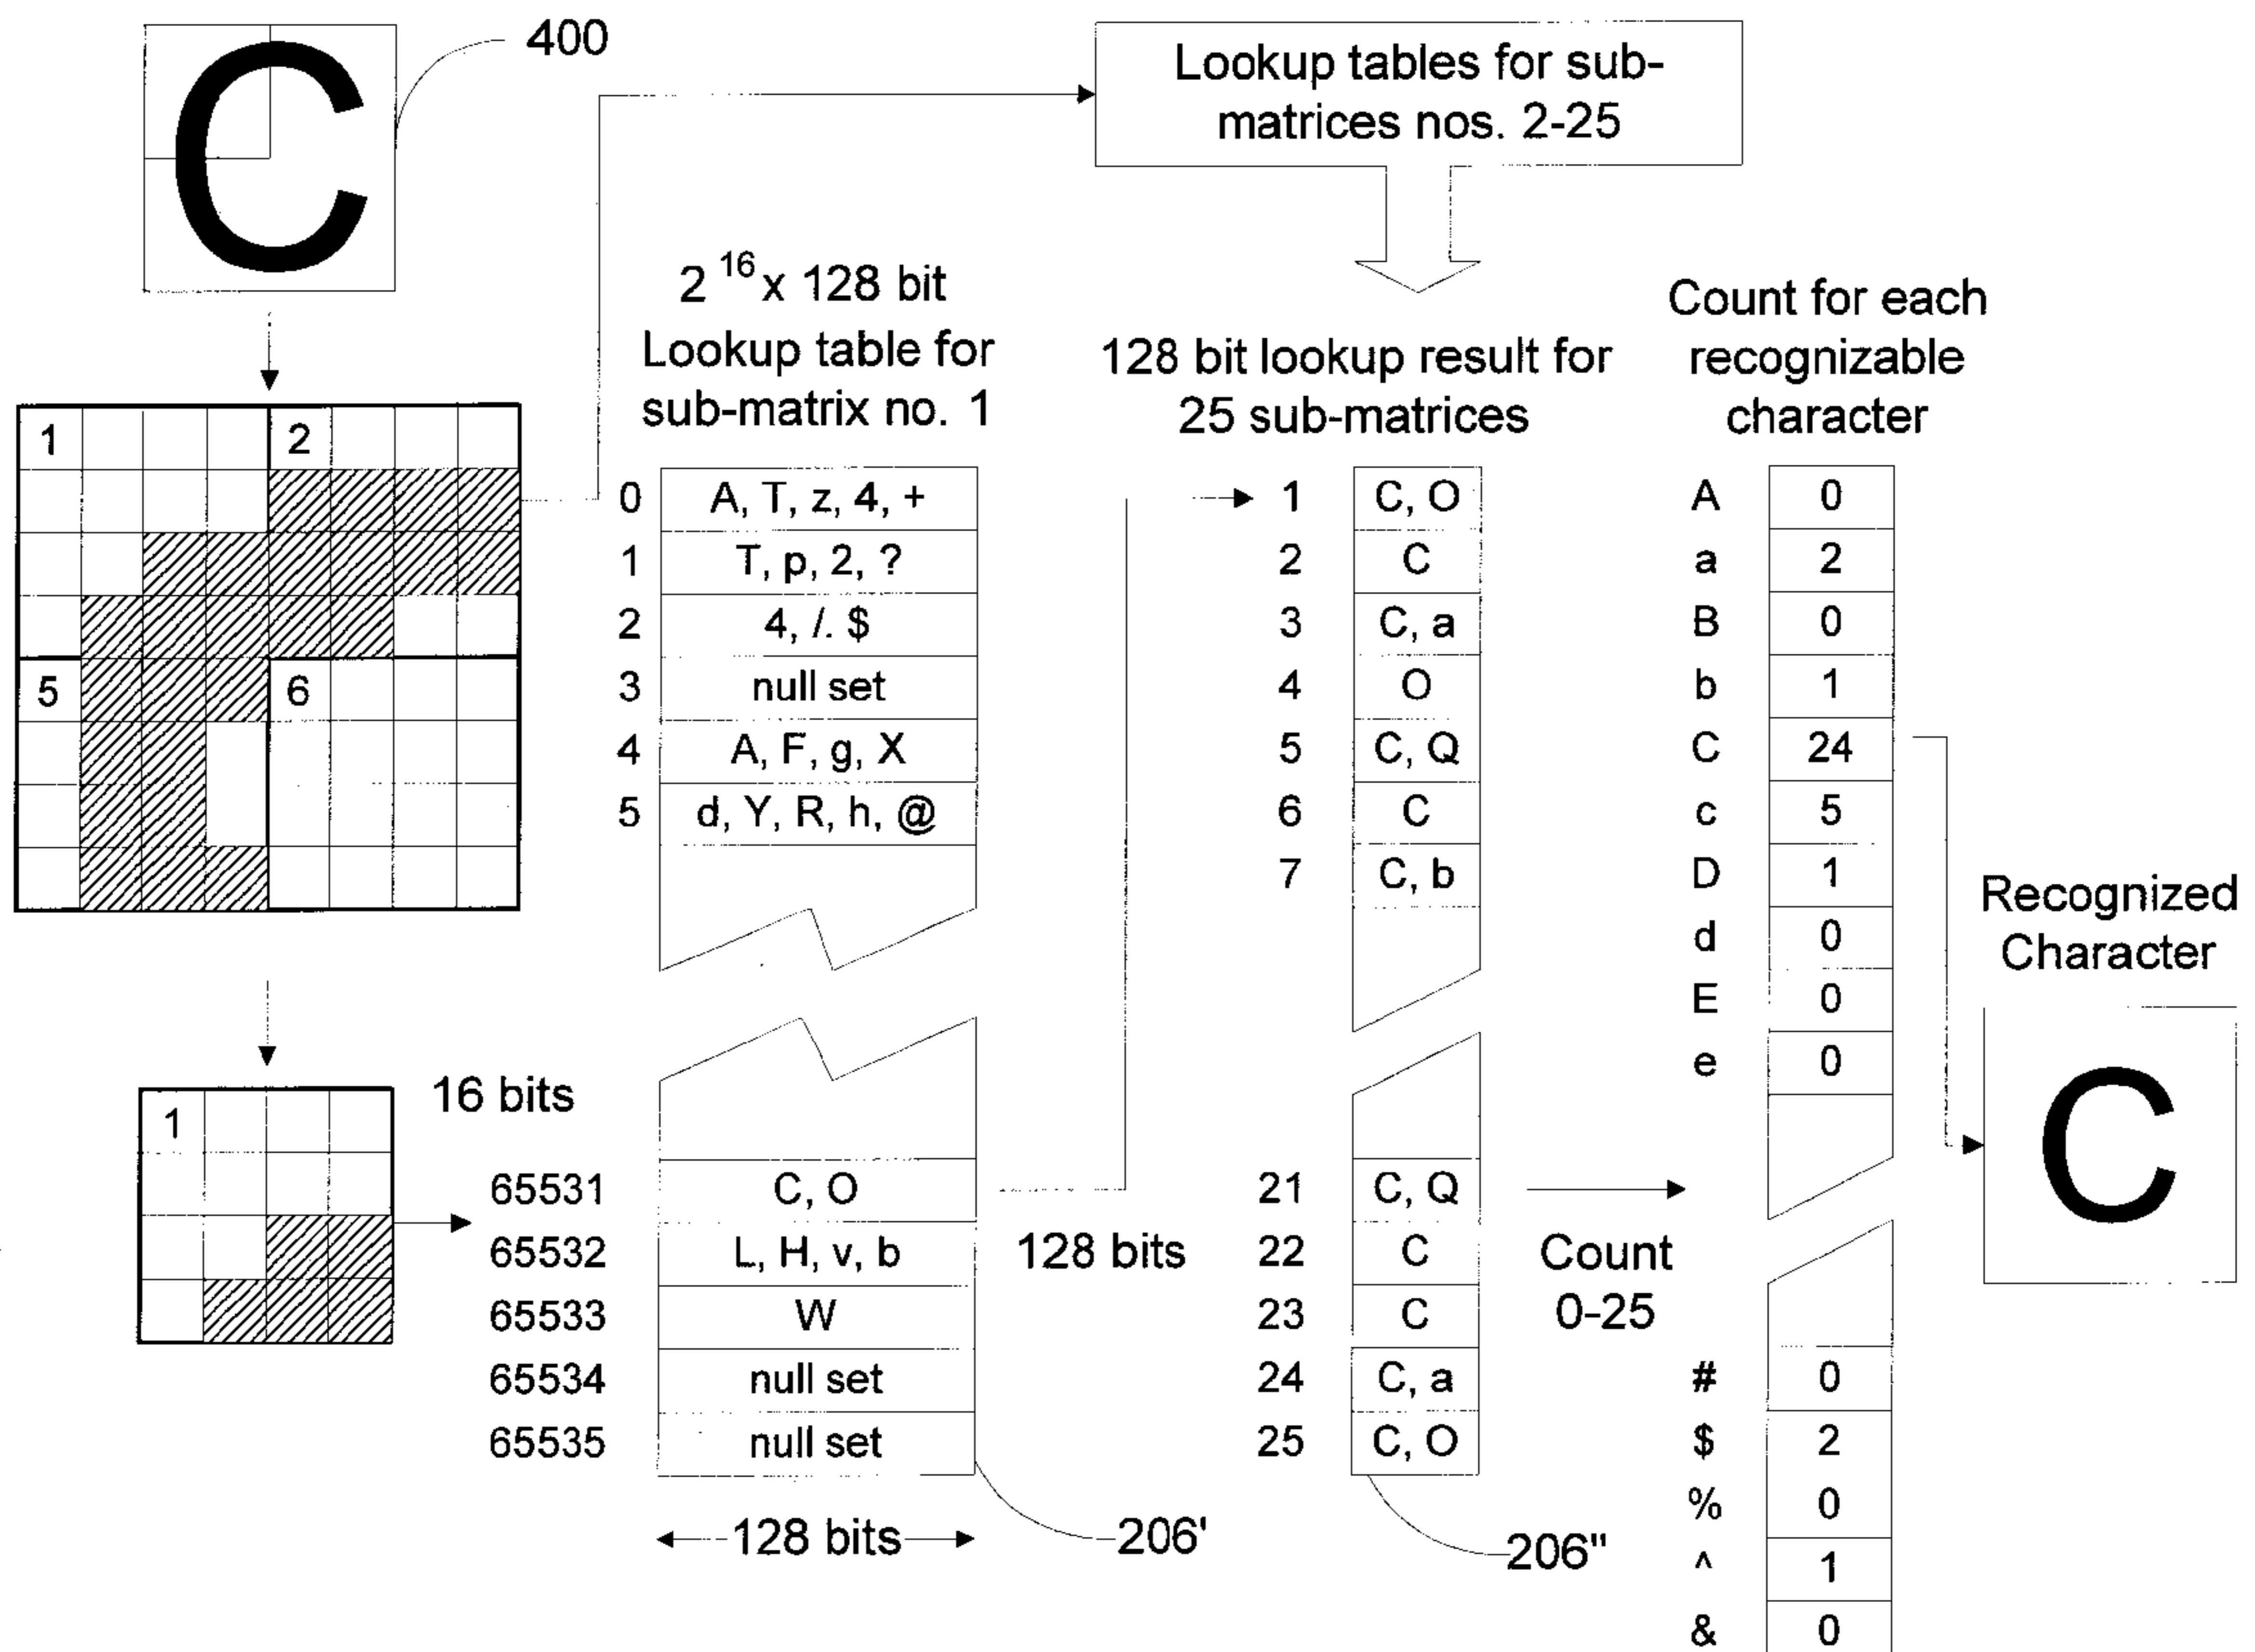 C
400
Lookup tables for sub-
matrices nos. 2-25
2 16 x 128 bit
Lookup table for
sub-matrix no. 1
128 bit lookup result for
25 sub-matrices
Count for each
recognizable
character
1 2
5 6
0 A, T, z, 4, +
1 T, p, 2, ?
2 4, /. $
3 null set
4 A, F, g, X
5 d, Y, R, h, @
1
16 bits
65531 C, O
65532 L, H, v, b
65533 W
65534 null set
65535 null set
128 bits
206'
128 bits
1 C, O
2 C
3 C, a
4 O
5 C, Q
6 C
7 C, b
21 C, Q
22 C
23 C
24 C, a
25 C, O
206"
Count
0-25
A 0
a 2
B 0
b 1
C 24
c 5
D 1
d 0
E 0
e 0
# 0
$ 2
% 0
^ 1
& 0
Recognized
Character
C